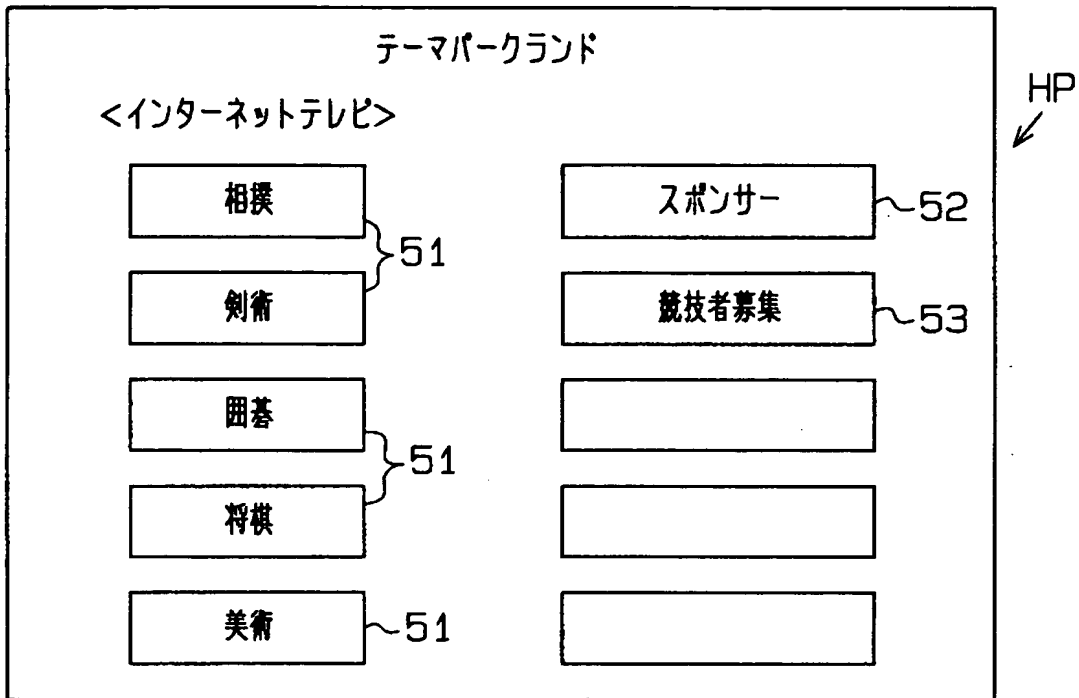 テーマパークランド
HP
<インターネットテレビ>
相撲
スポンサー
52
51
剣術
競技者募集
53
囲碁
51
将棋
美術
51